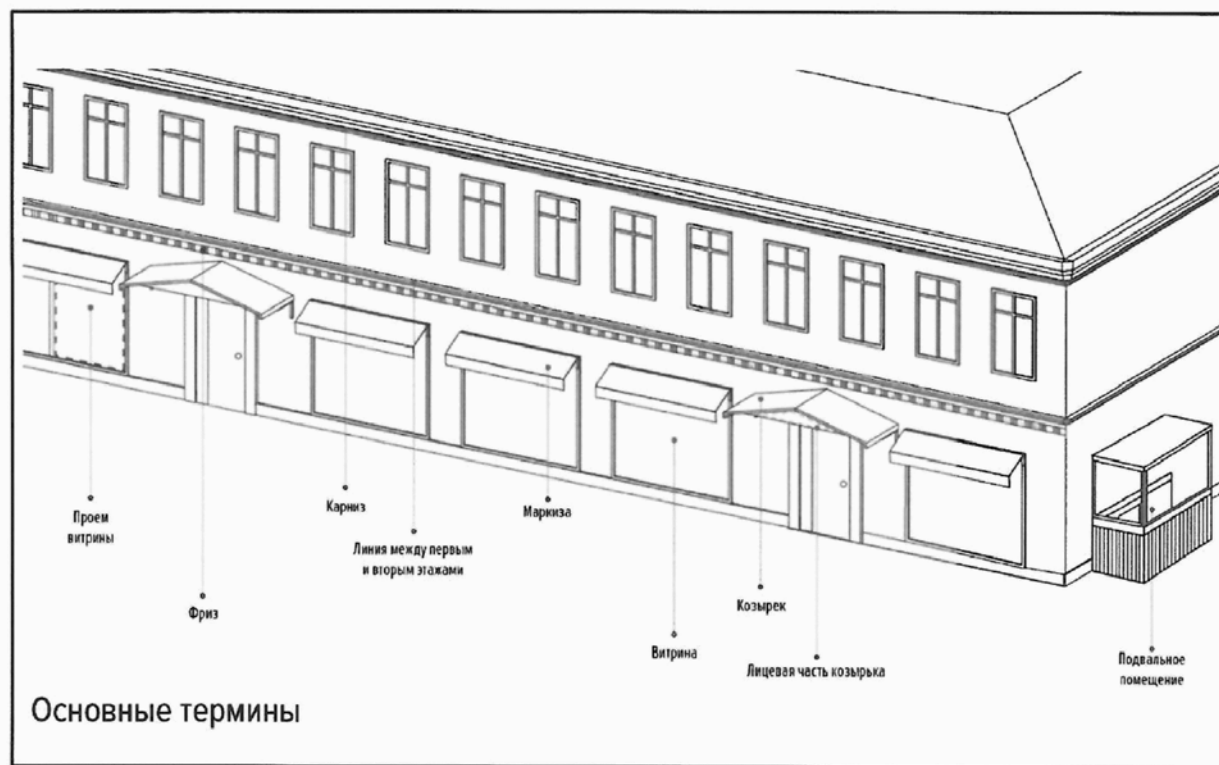 Проем
витрины
Фриз
Карниз
Линия между первым
и вторым этажами
Маркиза
Витрина
Козырек
Лицевая часть козырька
Подвальное
помещение
Основные термины